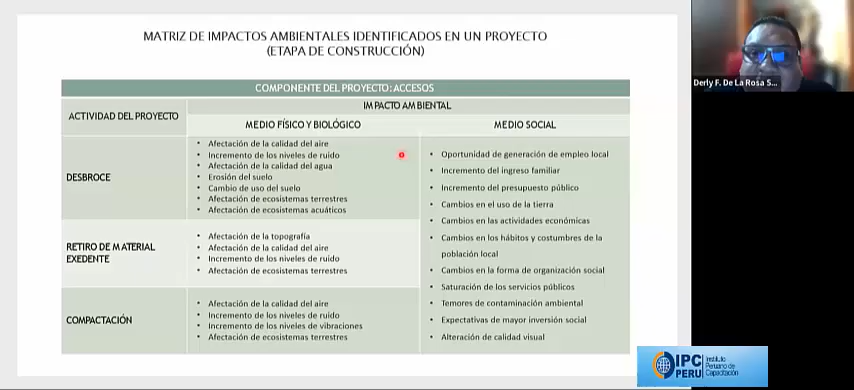 MATRIZ DE IMPACTOS AMBIENTALES IDENTIFICADOS EN UN PROYECTO
(ETAPA DE CONSTRUCCIÓN)
COMPONENTE DEL PROYECTO: ACCESOS
ACTIVIDAD DEL PROYECTO
IMPACTO AMBIENTAL
MEDIO FÍSICO Y BIOLÓGICO
MEDIO SOCIAL
DESBROCE
• Afectación de la calidad del aire
• Incremento de los niveles de ruido
• Afectación de la calidad del agua
• Erosión del suelo
• Cambio de uso del suelo
• Afectación de ecosistemas terrestres
• Afectación de ecosistemas acuáticos
RETIRO DE MATERIAL
EXEDENTE
• Afectación de la topografía
• Afectación de la calidad del aire
• Incremento de los niveles de ruido
• Afectación de ecosistemas terrestres
COMPACTACIÓN
• Afectación de la calidad del aire
• Incremento de los niveles de ruido
• Incremento de los niveles de vibraciones
• Afectación de ecosistemas terrestres
• Oportunidad de generación de empleo local
• Incremento del ingreso familiar
• Incremento del presupuesto público
• Cambios en el uso de la tierra
• Cambios en las actividades económicas
• Cambios en los hábitos y costumbres de la
población local
• Cambios en la forma de organización social
• Saturación de los servicios públicos
• Temores de contaminación ambiental
• Expectativas de mayor inversión social
• Alteración de calidad visual
Derly F. De La Rosa S...
IPC
PERU
Instituto
Peruano de
Capacitación